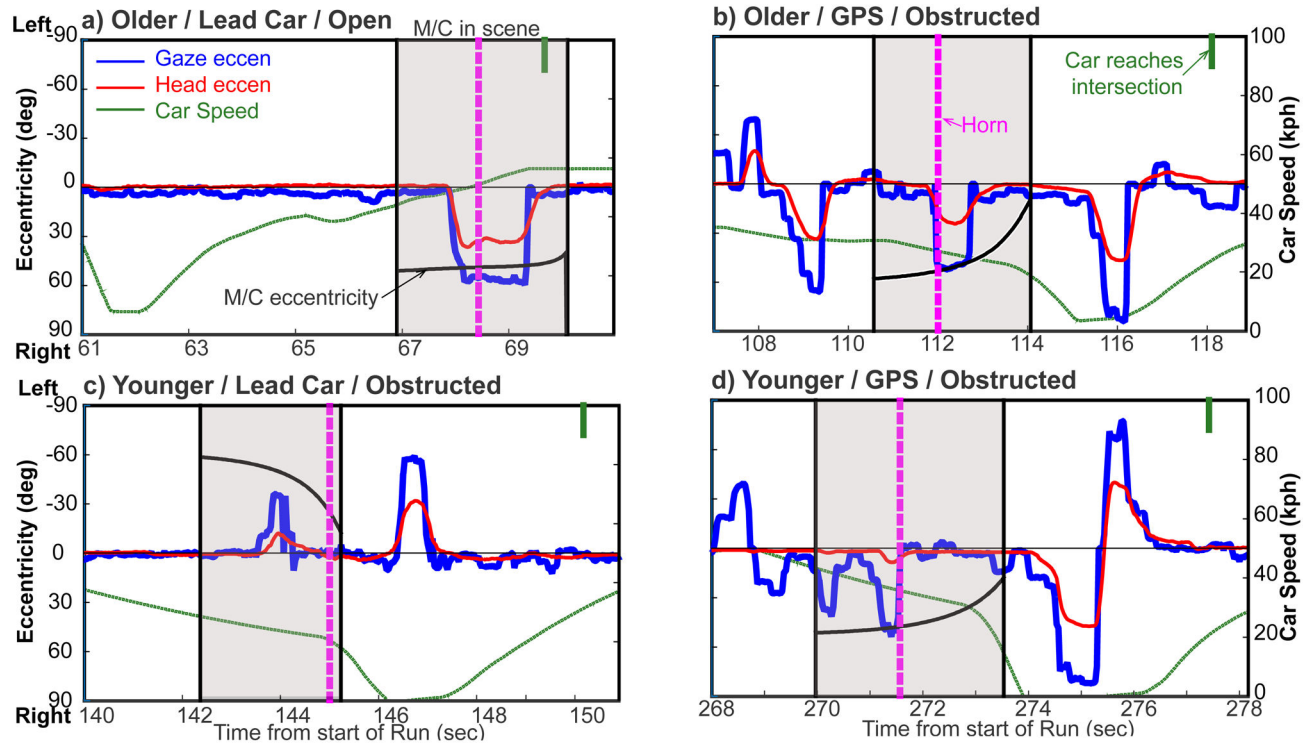 Left a) Older / Lead Car / Open
M/C in scene
-90
-60
-30
0
30
60
90
Eccentricity (deg)
Gaze eccen
Head eccen
Car Speed
M/C eccentricity
Right
61 63 65 67 69
b) Older / GPS / Obstructed
Car reaches
intersection
Horn
100
80
60
40
20
0
Car Speed (kph)
108 110 112 114 116 118
Left c) Younger / Lead Car / Obstructed
-90
-60
-30
0
30
60
90
Eccentricity (deg)
Right
140 142 144 146 148 150
Time from start of Run (sec)
d) Younger / GPS / Obstructed
100
80
60
40
20
0
Car Speed (kph)
268 270 272 274 276 278
Time from start of Run (sec)